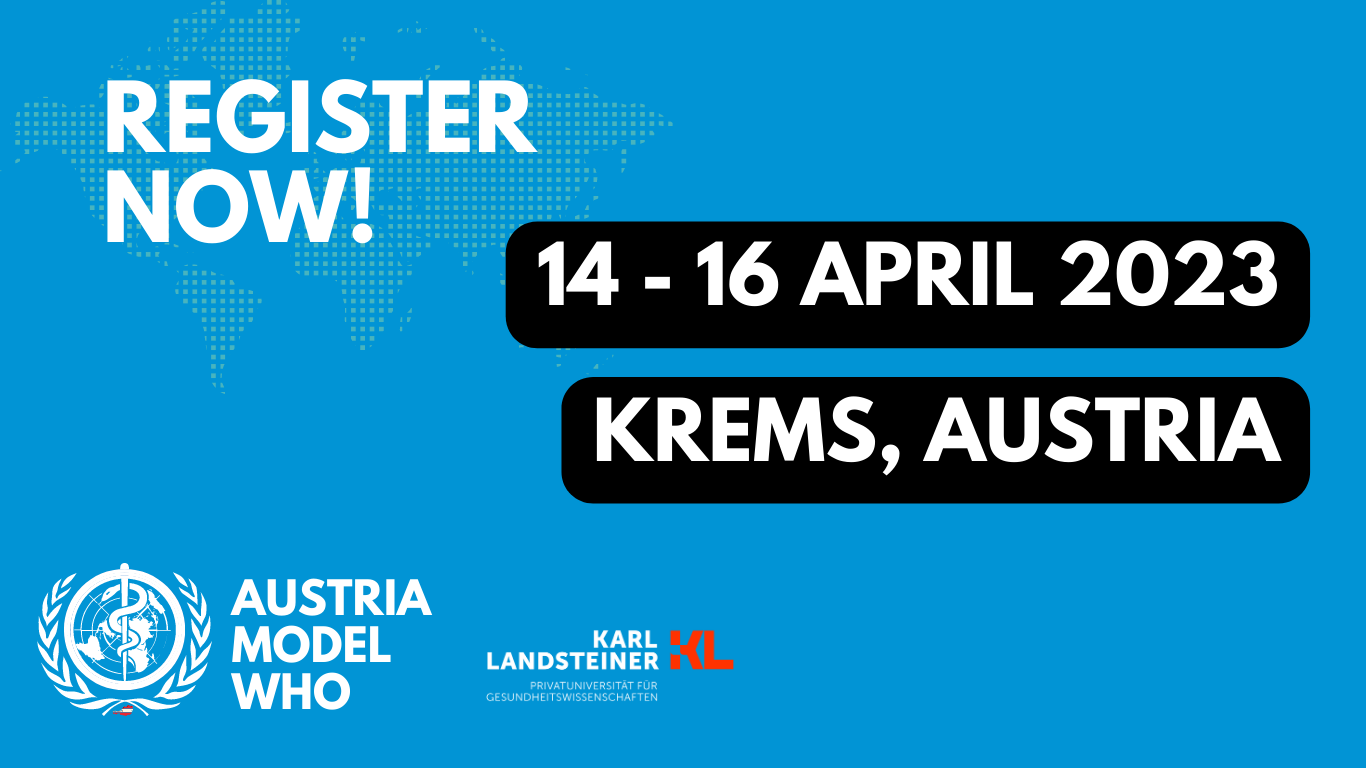 REGISTER
NOW!
14 - 16 APRIL 2023
KREMS, AUSTRIA
AUSTRIA
MODEL
WHO
KARL
LANDSTEINER
KL
PRIVATUNIVERSITÄT FÜR
GESUNDHEITSWISSENSCHAFTEN